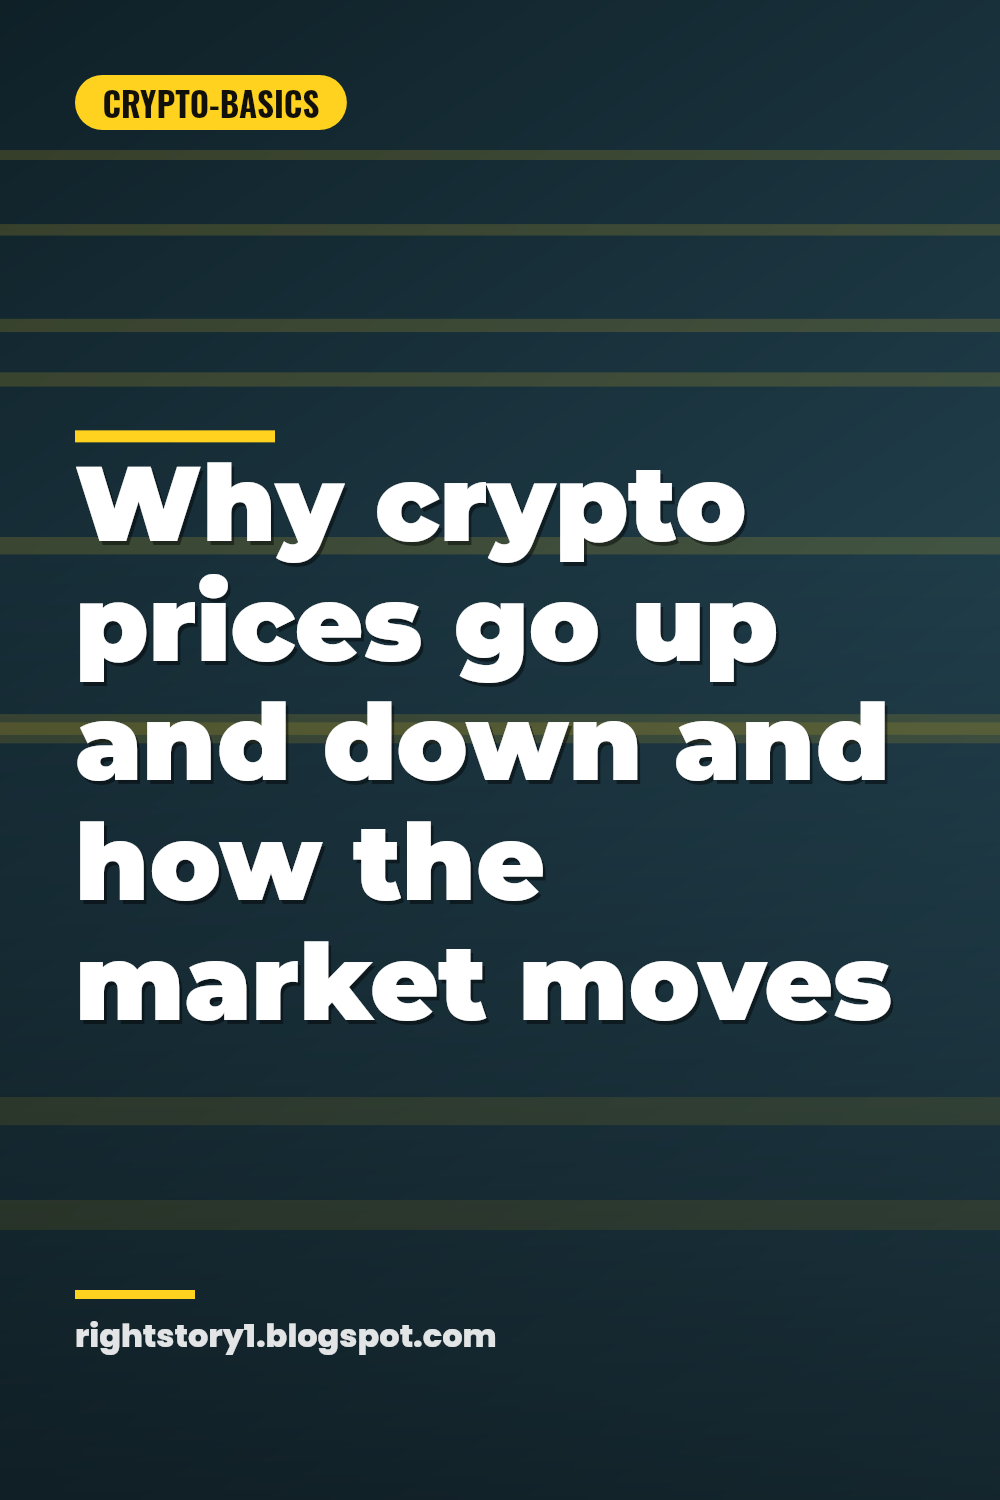 CRYPTO-BASICS
Why crypto
prices go up
and down and
how the
market moves
rightstory1.blogspot.com